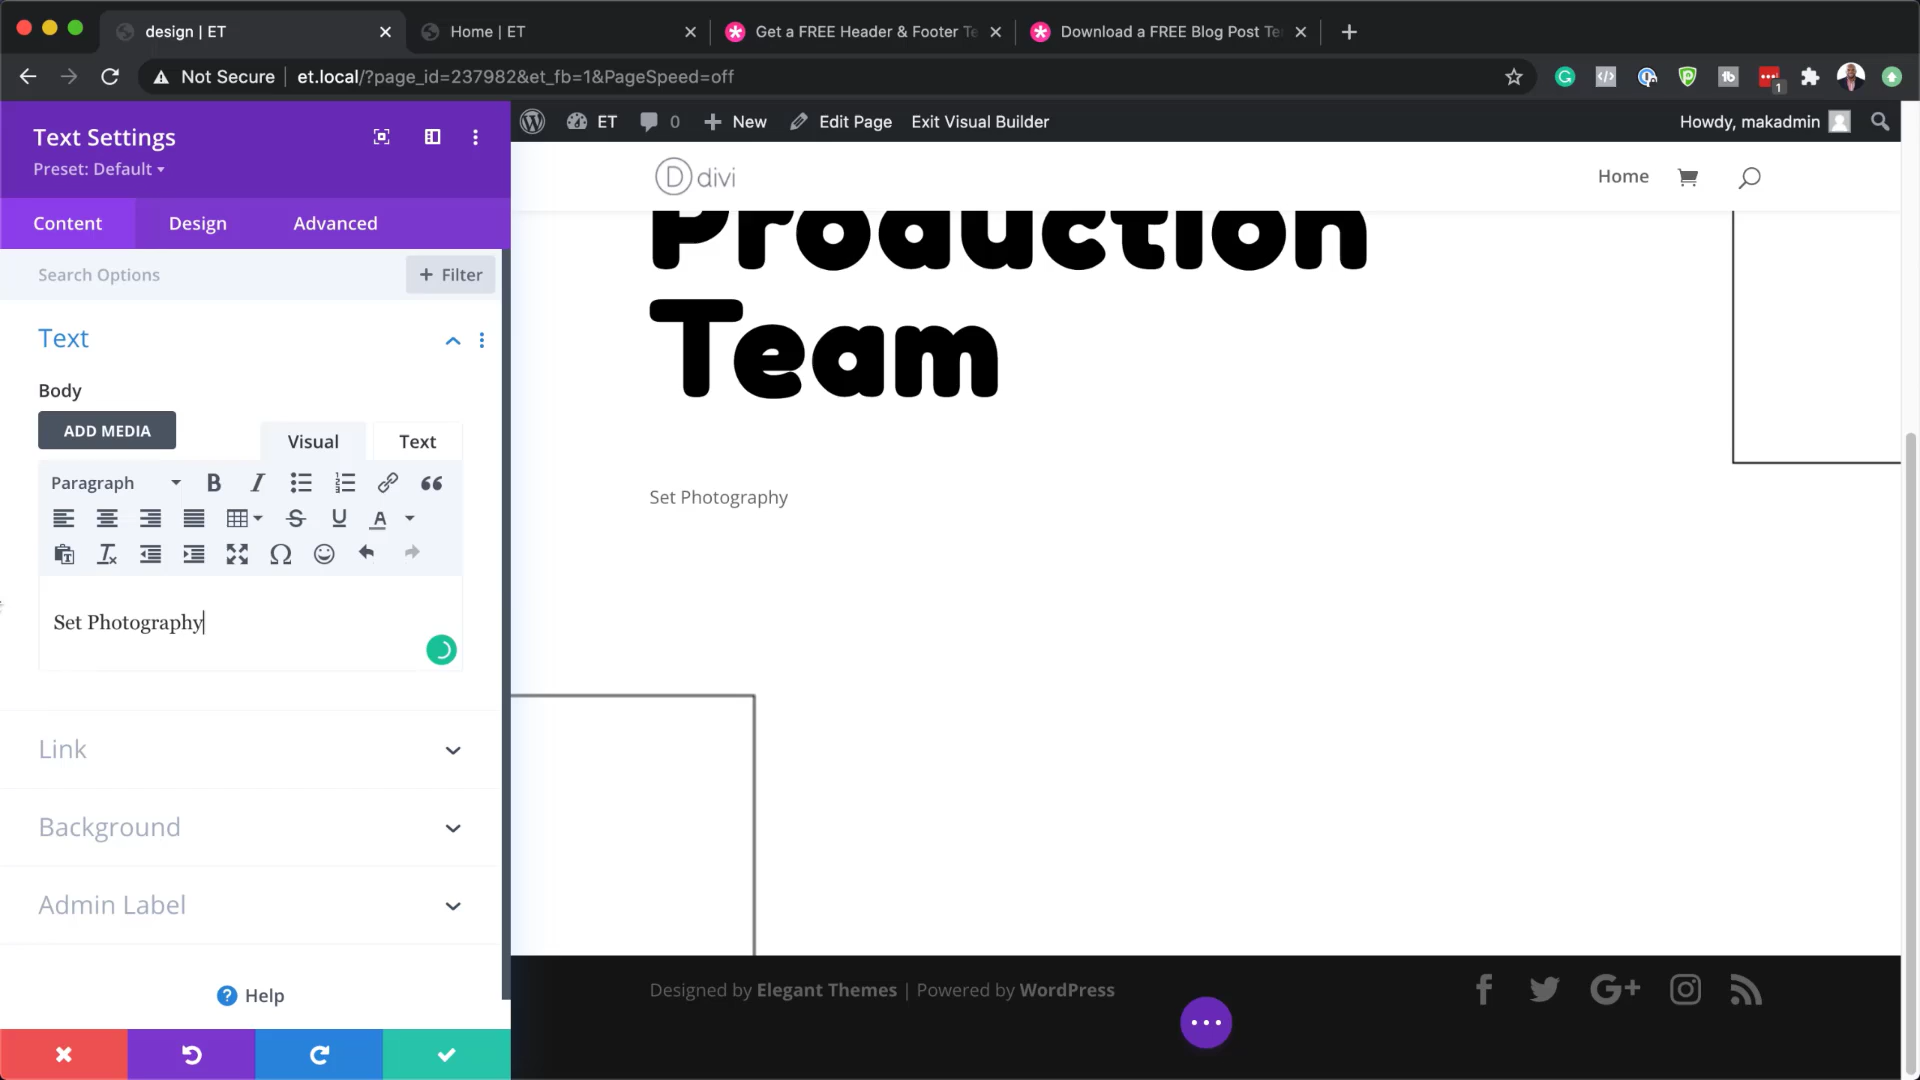 design | ET
Home | ET
Get a FREE Header & Footer Te
Download a FREE Blog Post Te
Not Secure
et.local/?page_id=237982&et_fb=1&PageSpeed=off
1
Text Settings
Preset: Default
Content
Design
Advanced
Search Options
+ Filter
Text
Body
ADD MEDIA
Visual
Text
Paragraph
Set Photography
Link
Background
Admin Label
Help
ET
0
New
Edit Page
Exit Visual Builder
Howdy, makadmin
divi
Home
Production
Team
Set Photography
Designed by Elegant Themes | Powered by WordPress